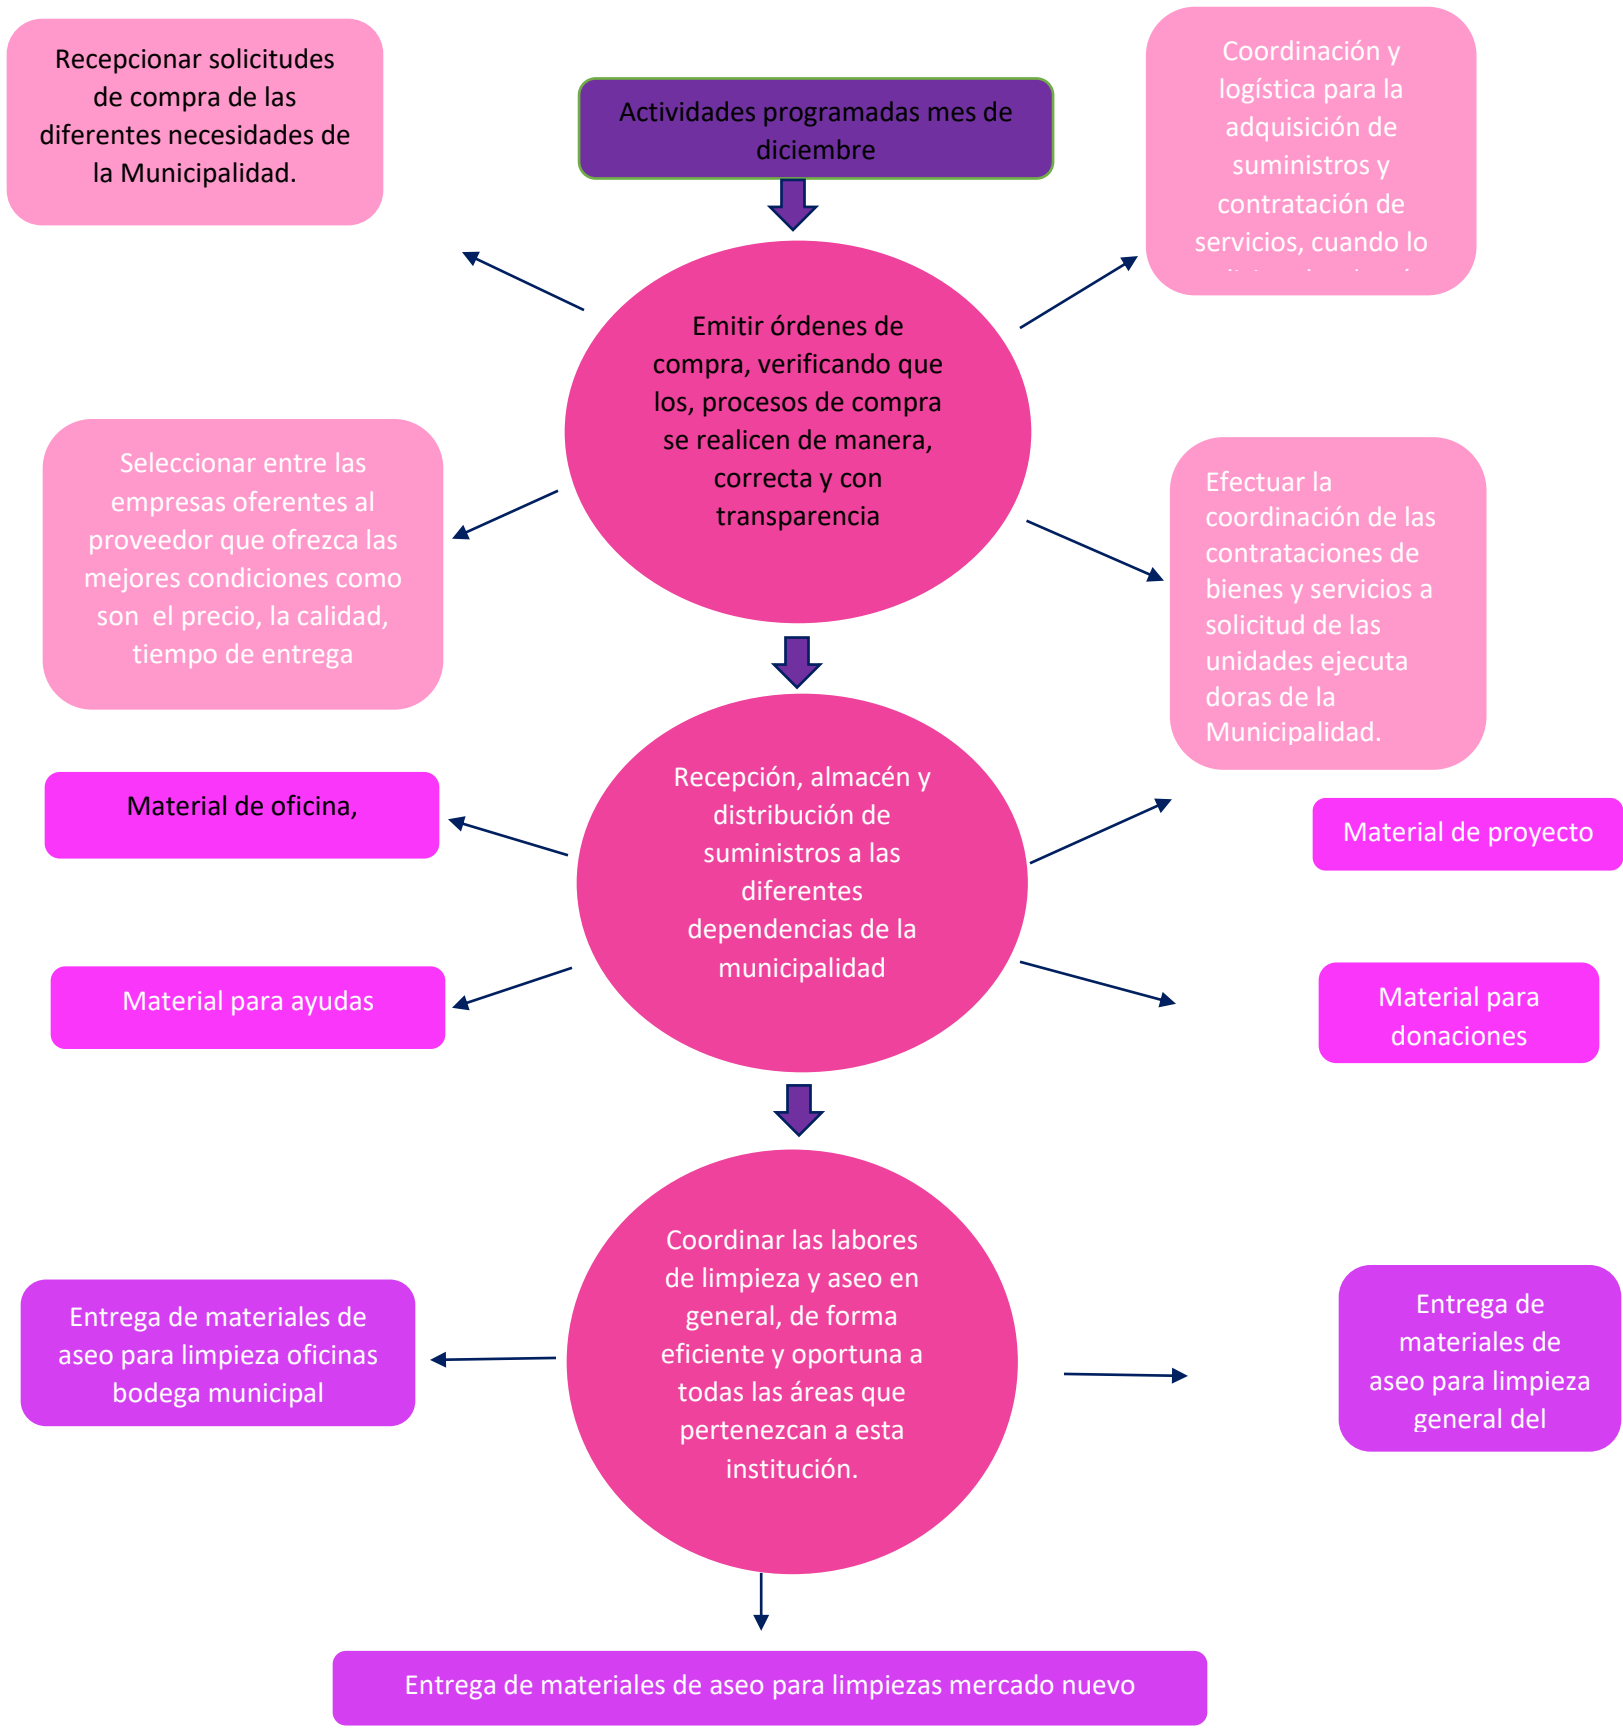 Recepcionar solicitudes
de compra de las
diferentes necesidades de
la Municipalidad.
Actividades programadas mes de
diciembre
Coordinación y
logística para la
adquisición de
suministros y
contratación de
servicios, cuando lo
Emitir órdenes de
compra, verificando que
los, procesos de compra
se realicen de manera,
correcta y con
transparencia
Seleccionar entre las
empresas oferentes al
proveedor que ofrezca las
mejores condiciones como
son  el precio, la calidad,
tiempo de entrega
Efectuar la
coordinación de las
contrataciones de
bienes y servicios a
solicitud de las
unidades ejecuta
doras de la
Municipalidad.
Recepción, almacén y
distribución de
suministros a las
diferentes
dependencias de la
municipalidad
Material de oficina,
Material de proyecto
Material para ayudas
Material para
donaciones
Coordinar las labores
de limpieza y aseo en
general, de forma
eficiente y oportuna a
todas las áreas que
pertenezcan a esta
institución.
Entrega de materiales de
aseo para limpieza oficinas
bodega municipal
Entrega de
materiales de
aseo para limpieza
general del
Entrega de materiales de aseo para limpiezas mercado nuevo